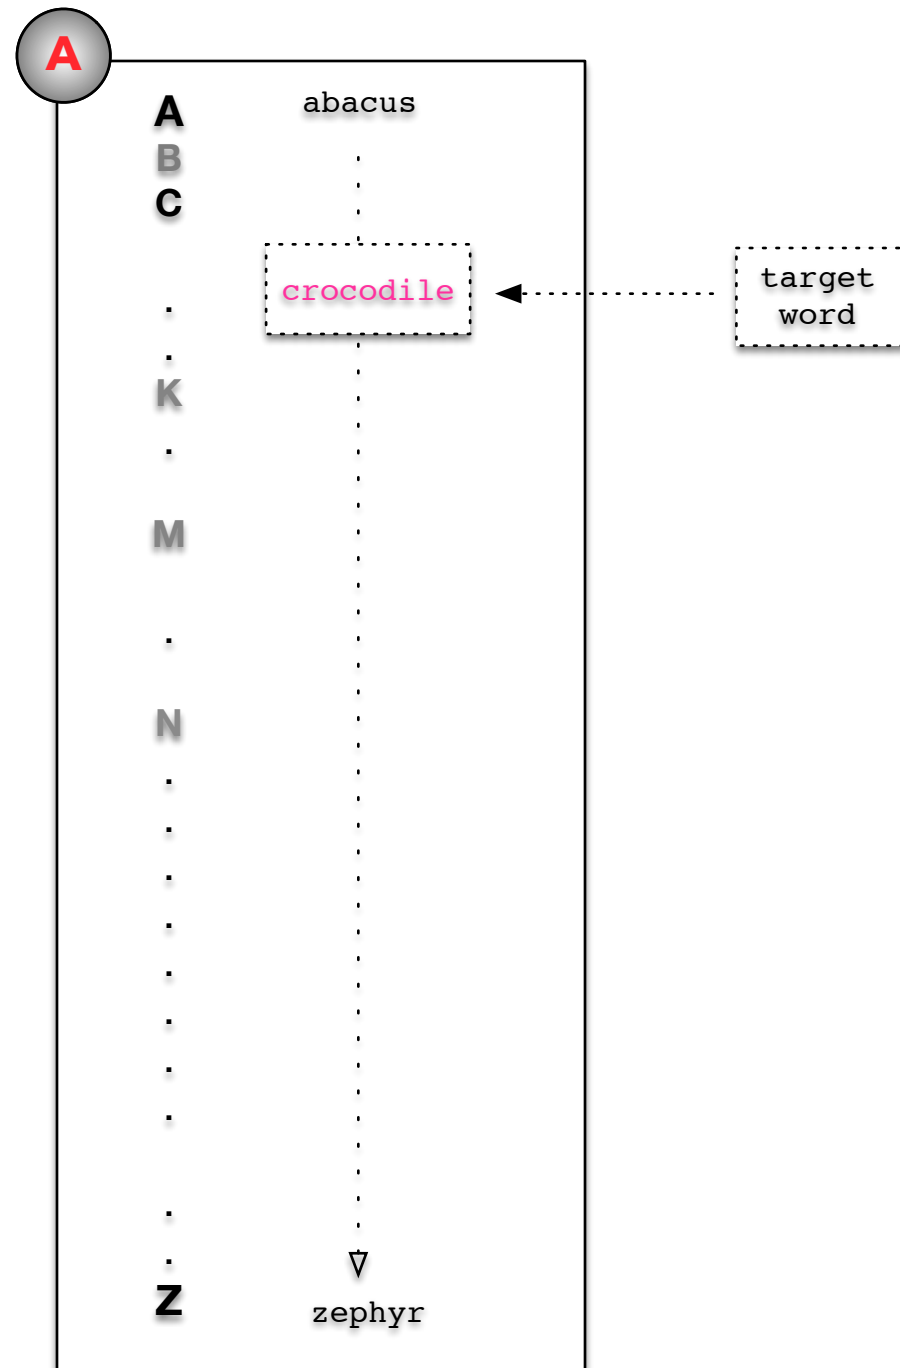 A
A abacus
B
C
crocodile
target
word
.
.
K
.
M
.
N
.
.
.
.
.
.
.
.
.
.
Z
zephyr